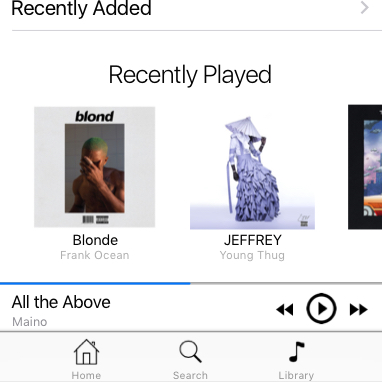 Recently Added
Recently Played
blond
Blonde
Frank Ocean
JEFFREY
Young Thug
All the Above
Maino
Home
Search
Library